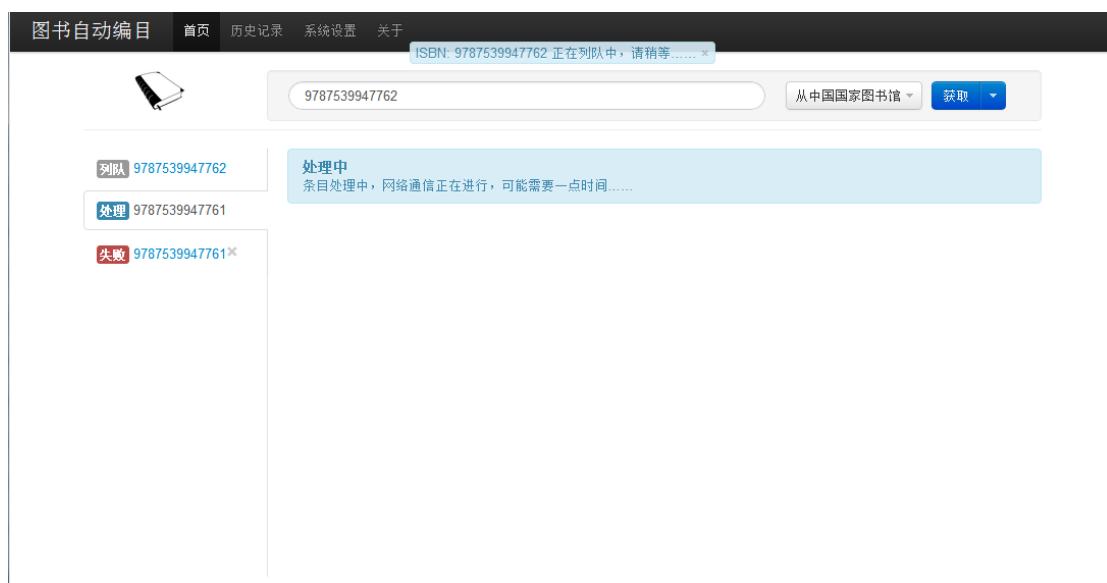 图书自动编目 首页 历史记录 系统设置 关于
ISBN: 9787539947762 正在列队中，请稍等…… ×
9787539947762 从中国国家图书馆 获取
列队 9787539947762
处理 9787539947761
失败 9787539947761×
处理中
条目处理中，网络通信正在进行，可能需要一点时间……